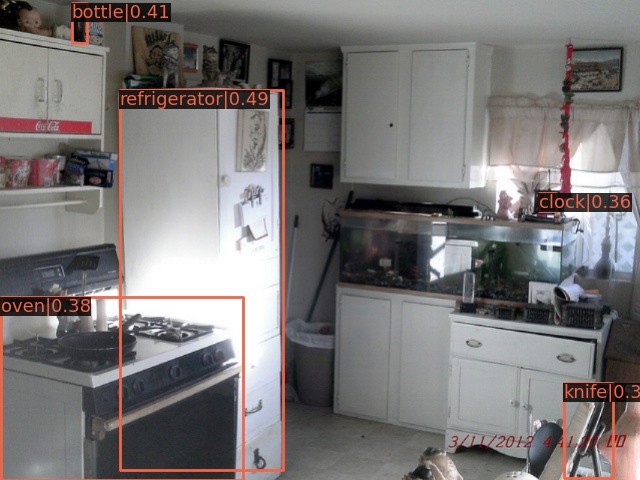 bottle|0.41
refrigerator|0.49
Coca-Cola
clock|0.36
oven|0.38
knife|0.3
3/11/2012